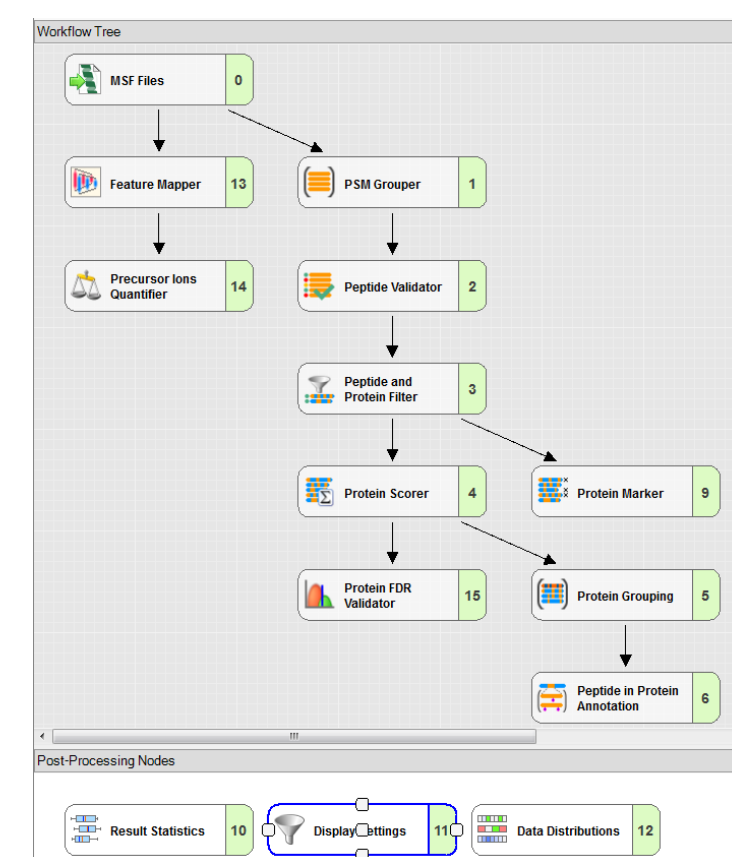 Workflow Tree
MSF Files 0
Feature Mapper 13
PSM Grouper 1
Precursor Ions
Quantifier 14
Peptide Validator 2
Peptide and
Protein Filter 3
Protein Scorer 4
Protein Marker 9
Protein FDR
Validator 15
Protein Grouping 5
Peptide in Protein
Annotation 6
Post-Processing Nodes
Result Statistics 10
Display ettings 11
Data Distributions 12